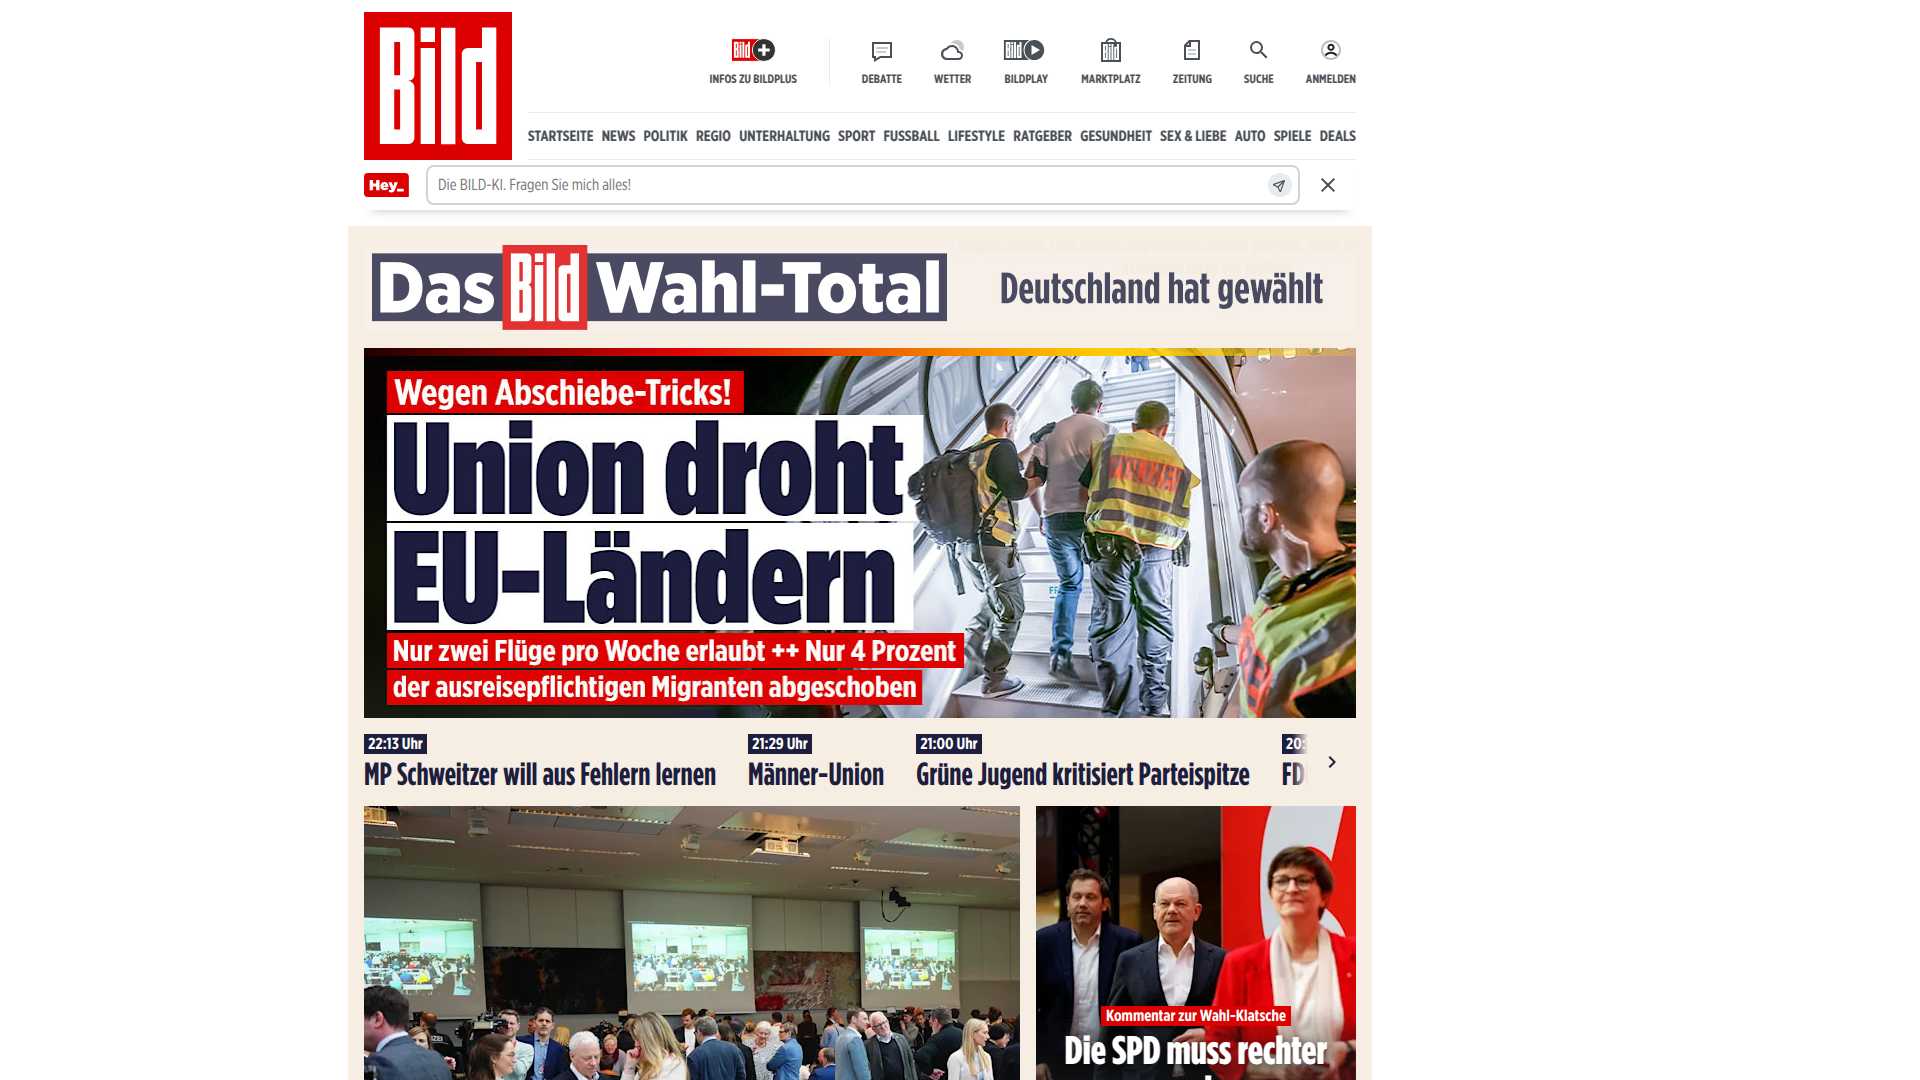 Bild
Bild+
INFOS ZU BILDPLUS
DEBATTE
WETTER
Bild
BILDPLAY
Bild
MARKTPLATZ
ZEITUNG
SUCHE
ANMELDEN
STARTSEITE NEWS POLITIK REGIO UNTERHALTUNG SPORT FUSSBALL LIFESTYLE RATGEBER GESUNDHEIT SEX & LIEBE AUTO SPIELE DEALS
Hey_
Die BILD-KI. Fragen Sie mich alles!
Das Bild Wahl-Total
Deutschland hat gewählt
Wegen Abschiebe-Tricks!
Union droht
EU-Ländern
Nur zwei Flüge pro Woche erlaubt ++ Nur 4 Prozent
der ausreisepflichtigen Migranten abgeschoben
22:13 Uhr
MP Schweitzer will aus Fehlern lernen
21:29 Uhr
Männer-Union
21:00 Uhr
Grüne Jugend kritisiert Parteispitze
20:
FD
Kommentar zur Wahl-Klatsche
Die SPD muss rechter